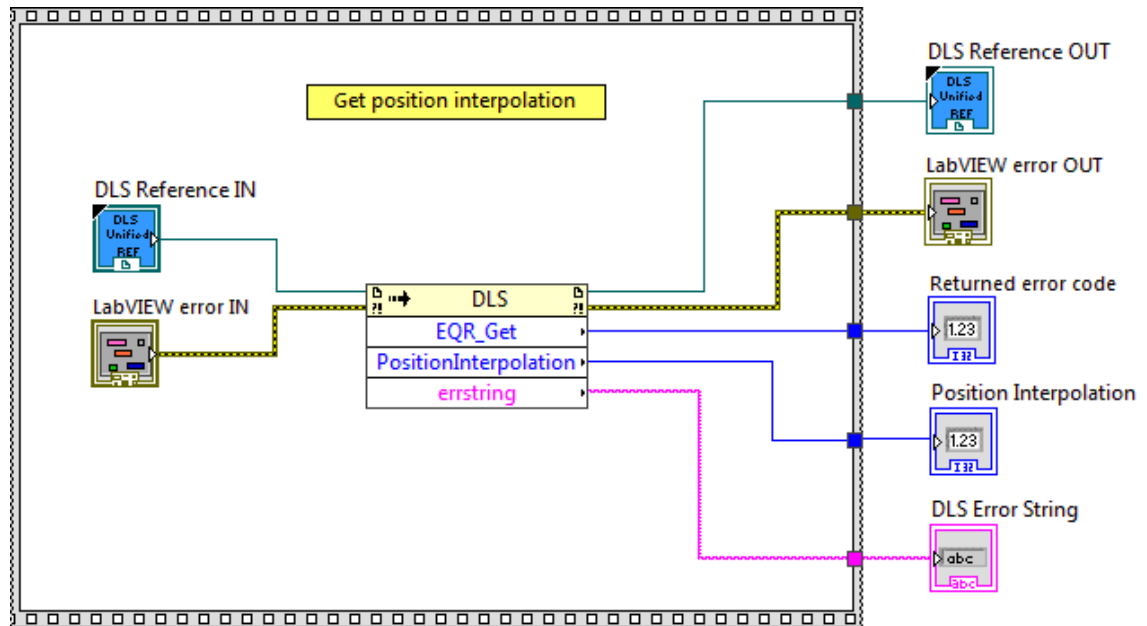 DLS Reference OUT
DLS
Unified
REF
Get position interpolation
LabVIEW error OUT
DLS Reference IN
DLS
Unified
REF
LabVIEW error IN
?! DLS ?!
EQR_Get
PositionInterpolation
errstring
Returned error code
1.23
I32
Position Interpolation
1.23
I32
DLS Error String
abc
abc